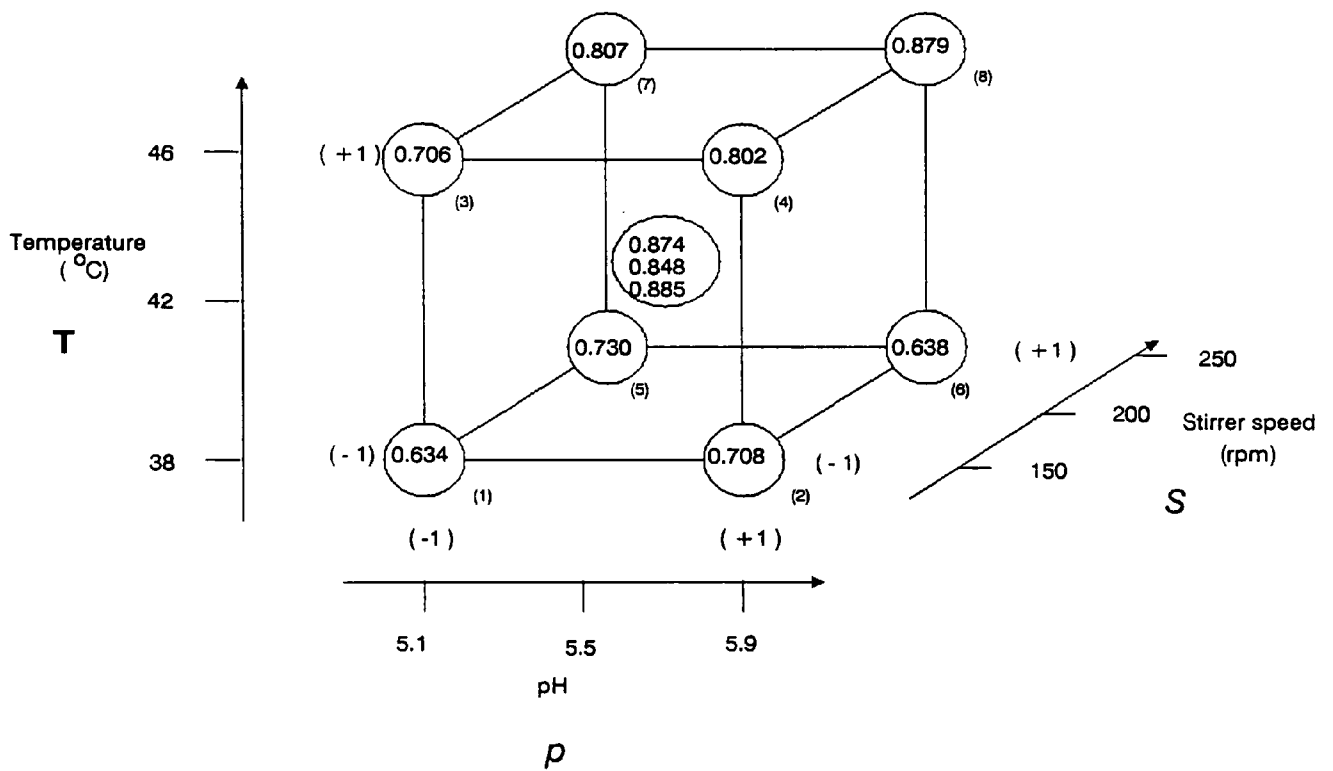 0.807
0.879
(7)
(8)
46
( +1 )
0.706
0.802
(3)
(4)
Temperature
( °C)
0.874
0.848
0.885
42
T
0.730
0.638
( +1 )
250
(5)
(6)
200
Stirrer speed
(rpm)
38
( -1 )
0.634
0.708
( -1 )
150
(1)
(2)
S
( -1 )
( +1 )
5.1
5.5
5.9
pH
p